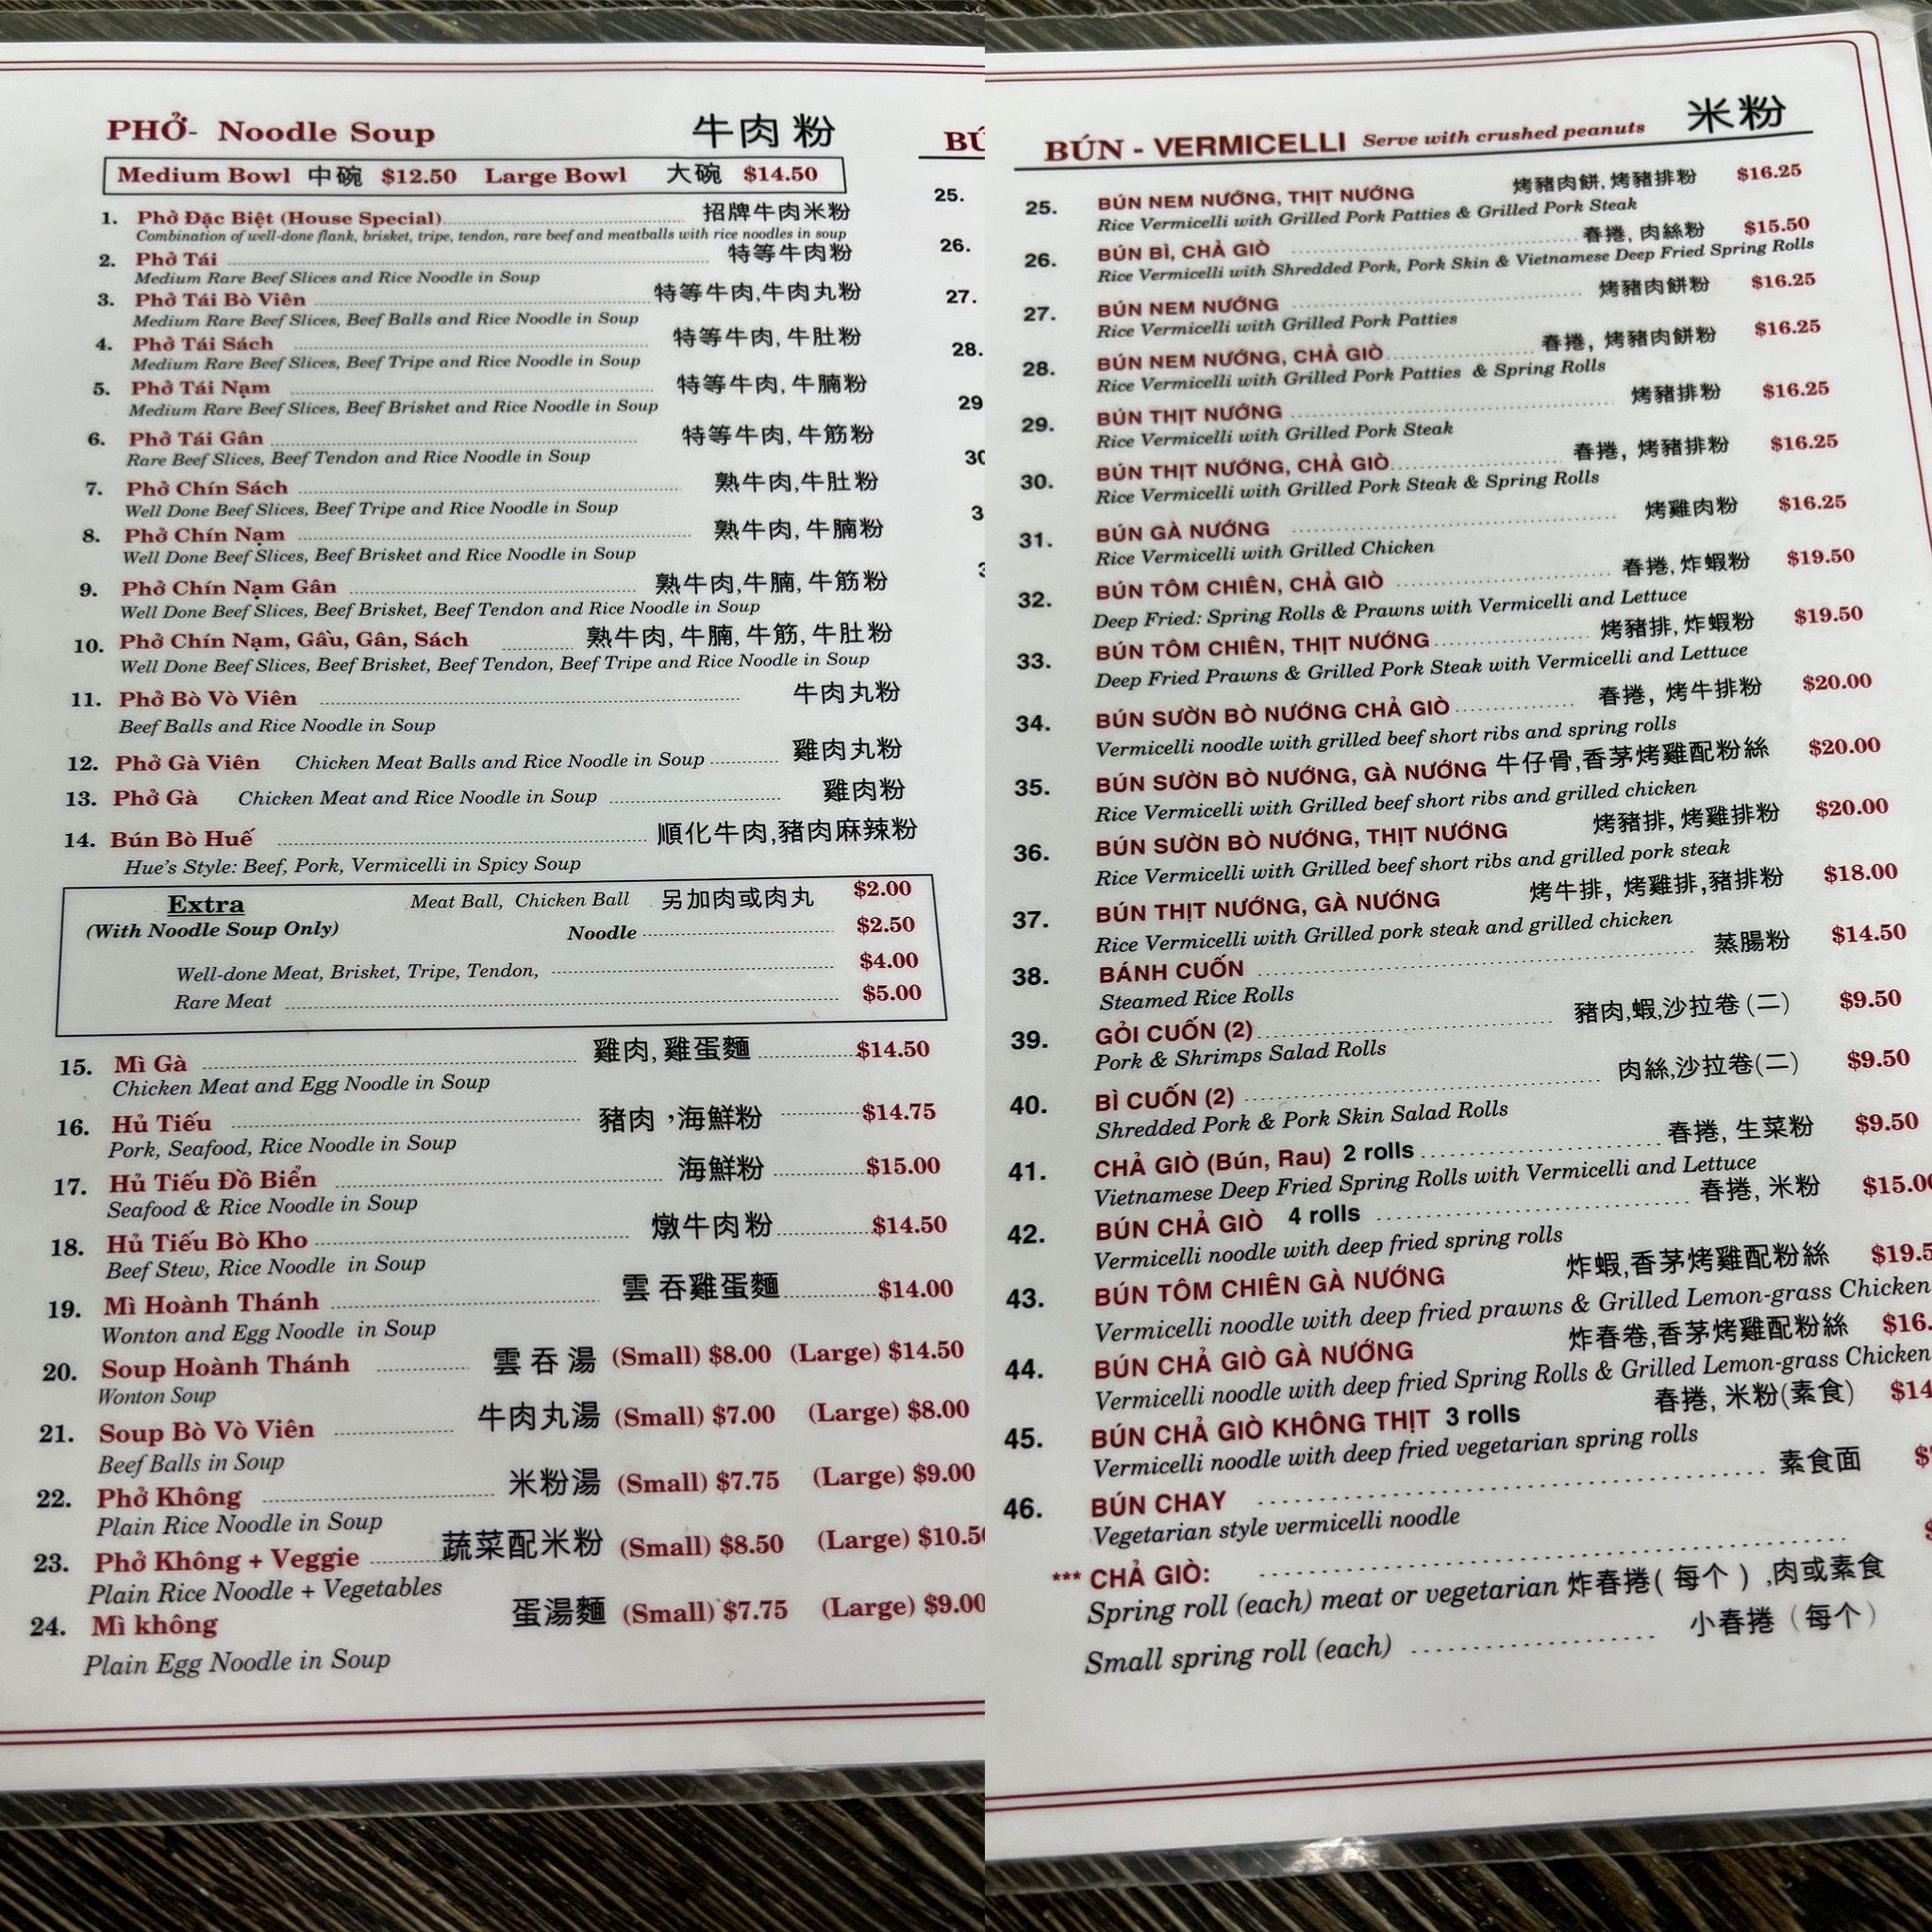 PHỞ- Noodle Soup 牛肉 粉
Medium Bowl 中碗 $12.50 Large Bowl 大碗 $14.50
1. Phở Đặc Biệt (House Special) 招牌牛肉米粉
Combination of well-done flank, brisket, tripe, tendon, rare beef and meatballs with rice noodles in soup
2. Phở Tái 特等牛肉粉
Medium Rare Beef Slices and Rice Noodle in Soup
3. Phở Tái Bò Viên 特等牛肉,牛肉丸粉
Medium Rare Beef Slices, Beef Balls and Rice Noodle in Soup
4. Phở Tái Sách 特等牛肉, 牛肚粉
Medium Rare Beef Slices, Beef Tripe and Rice Noodle in Soup
5. Phở Tái Nạm 特等牛肉, 牛腩粉
Medium Rare Beef Slices, Beef Brisket and Rice Noodle in Soup
6. Phở Tái Gân 特等牛肉, 牛筋粉
Rare Beef Slices, Beef Tendon and Rice Noodle in Soup
7. Phở Chín Sách 熟牛肉,牛肚粉
Well Done Beef Slices, Beef Tripe and Rice Noodle in Soup
8. Phở Chín Nạm 熟牛肉, 牛腩粉
Well Done Beef Slices, Beef Brisket and Rice Noodle in Soup
9. Phở Chín Nạm Gân 熟牛肉,牛腩, 牛筋粉
Well Done Beef Slices, Beef Brisket, Beef Tendon and Rice Noodle in Soup
10. Phở Chín Nạm, Gầu, Gân, Sách 熟牛肉, 牛腩, 牛筋, 牛肚粉
Well Done Beef Slices, Beef Brisket, Beef Tendon, Beef Tripe and Rice Noodle in Soup
11. Phở Bò Vò Viên 牛肉丸粉
Beef Balls and Rice Noodle in Soup
12. Phở Gà Viên Chicken Meat Balls and Rice Noodle in Soup 雞肉丸粉
13. Phở Gà Chicken Meat and Rice Noodle in Soup 雞肉粉
14. Bún Bò Huế 順化牛肉,豬肉麻辣粉
Hue's Style: Beef, Pork, Vermicelli in Spicy Soup
Extra Meat Ball, Chicken Ball 另加肉或肉丸 $2.00
(With Noodle Soup Only) Noodle $2.50
Well-done Meat, Brisket, Tripe, Tendon, $4.00
Rare Meat $5.00
15. Mì Gà 雞肉, 雞蛋麵 $14.50
Chicken Meat and Egg Noodle in Soup
16. Hủ Tiếu 豬肉,海鮮粉 $14.75
Pork, Seafood, Rice Noodle in Soup
17. Hủ Tiếu Đồ Biển 海鮮粉 $15.00
Seafood & Rice Noodle in Soup
18. Hủ Tiếu Bò Kho 燉牛肉粉 $14.50
Beef Stew, Rice Noodle in Soup
19. Mì Hoành Thánh 雲吞雞蛋麵 $14.00
Wonton and Egg Noodle in Soup
20. Soup Hoành Thánh 雲吞湯 (Small) $8.00 (Large) $14.50
Wonton Soup
21. Soup Bò Vò Viên 牛肉丸湯 (Small) $7.00 (Large) $8.00
Beef Balls in Soup
22. Phở Không 米粉湯 (Small) $7.75 (Large) $9.00
Plain Rice Noodle in Soup
23. Phở Không + Veggie 蔬菜配米粉 (Small) $8.50 (Large) $10.50
Plain Rice Noodle + Vegetables
24. Mì không 蛋湯麵 (Small) $7.75 (Large) $9.00
Plain Egg Noodle in Soup
BÚ
25.
26.
27.
28.
29
30
3
3
BÚN - VERMICELLI Serve with crushed peanuts 米粉
25. BÚN NEM NƯỚNG, THỊT NƯỚNG 烤豬肉餅, 烤豬排粉 $16.25
Rice Vermicelli with Grilled Pork Patties & Grilled Pork Steak
26. BÚN BÌ, CHẢ GIÒ 春捲, 肉絲粉 $15.50
Rice Vermicelli with Shredded Pork, Pork Skin & Vietnamese Deep Fried Spring Rolls
27. BÚN NEM NƯỚNG 烤豬肉餅粉 $16.25
Rice Vermicelli with Grilled Pork Patties
28. BÚN NEM NƯỚNG, CHẢ GIÒ 春捲, 烤豬肉餅粉 $16.25
Rice Vermicelli with Grilled Pork Patties & Spring Rolls
29. BÚN THỊT NƯỚNG 烤豬排粉 $16.25
Rice Vermicelli with Grilled Pork Steak
30. BÚN THỊT NƯỚNG, CHẢ GIÒ 春捲, 烤豬排粉 $16.25
Rice Vermicelli with Grilled Pork Steak & Spring Rolls
31. BÚN GÀ NƯỚNG 烤雞肉粉 $16.25
Rice Vermicelli with Grilled Chicken
32. BÚN TÔM CHIÊN, CHẢ GIÒ 春捲, 炸蝦粉 $19.50
Deep Fried: Spring Rolls & Prawns with Vermicelli and Lettuce
33. BÚN TÔM CHIÊN, THỊT NƯỚNG 烤豬排, 炸蝦粉 $19.50
Deep Fried Prawns & Grilled Pork Steak with Vermicelli and Lettuce
34. BÚN SƯỜN BÒ NƯỚNG CHẢ GIÒ 春捲, 烤牛排粉 $20.00
Vermicelli noodle with grilled beef short ribs and spring rolls
35. BÚN SƯỜN BÒ NƯỚNG, GÀ NƯỚNG 牛仔骨,香茅烤雞配粉絲 $20.00
Rice Vermicelli with Grilled beef short ribs and grilled chicken
36. BÚN SƯỜN BÒ NƯỚNG, THỊT NƯỚNG 烤豬排, 烤雞排粉 $20.00
Rice Vermicelli with Grilled beef short ribs and grilled pork steak
37. BÚN THỊT NƯỚNG, GÀ NƯỚNG 烤牛排, 烤雞排,豬排粉 $18.00
Rice Vermicelli with Grilled pork steak and grilled chicken
38. BÁNH CUỐN 蒸腸粉 $14.50
Steamed Rice Rolls
39. GỎI CUỐN (2) 豬肉,蝦,沙拉卷 (二) $9.50
Pork & Shrimps Salad Rolls
40. BÌ CUỐN (2) 肉絲,沙拉卷(二) $9.50
Shredded Pork & Pork Skin Salad Rolls
41. CHẢ GIÒ (Bún, Rau) 2 rolls 春捲, 生菜粉 $9.50
Vietnamese Deep Fried Spring Rolls with Vermicelli and Lettuce
42. BÚN CHẢ GIÒ 4 rolls 春捲, 米粉 $15.00
Vermicelli noodle with deep fried spring rolls
43. BÚN TÔM CHIÊN GÀ NƯỚNG 炸蝦,香茅烤雞配粉絲 $19.5
Vermicelli noodle with deep fried prawns & Grilled Lemon-grass Chicken
44. BÚN CHẢ GIÒ GÀ NƯỚNG 炸春卷,香茅烤雞配粉絲 $16.
Vermicelli noodle with deep fried Spring Rolls & Grilled Lemon-grass Chicken
45. BÚN CHẢ GIÒ KHÔNG THỊT 3 rolls 春捲, 米粉(素食) $14
Vermicelli noodle with deep fried vegetarian spring rolls
46. BÚN CHAY 素食面
Vegetarian style vermicelli noodle
*** CHẢ GIÒ:
Spring roll (each) meat or vegetarian 炸春捲( 每个 ) ,肉或素食
Small spring roll (each) 小春捲 (每个)